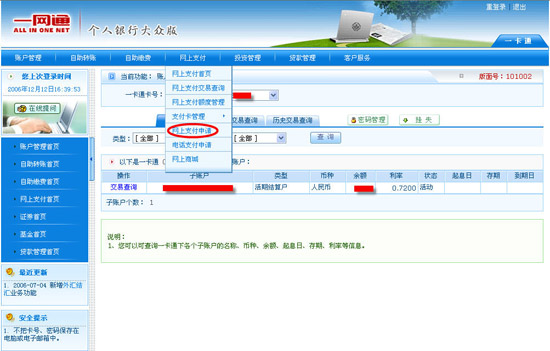 一网通
ALL IN ONE NET
个人银行大众版
重登录 | 退出
一卡通
账户管理 自助转账 自助缴费 网上支付 投资管理 贷款管理 客户服务
您上次登录时间
2006年12月12日16:39:53
在线提问
账户管理首页
自助转账首页
自助缴费首页
网上支付首页
证券首页
基金首页
贷款管理首页
最近更新
1. 2006-07-04 新增外汇结汇业务功能
安全提示
1. 不把卡号、密码保存在电脑或电子邮箱中。
当前功能: 账
版面号: 101002
一卡通卡号:
网上支付首页
网上支付交易查询
网上支付额度管理
支付卡管理
网上支付申请
电话支付申请
网上商城
交易查询 历史交易查询 密码管理 挂 失
类型: [ 全部 ] [ 全部 ] 查 询
以下是一卡通 账户:
操作 子账户 类型 币种 余额 利率 状态 起息日 存期 到期日
交易查询 活期结算户 人民币 0.7200 活动
子账户个数: 1
说明:
1、您可以可查询一卡通下各个子账户的名称、币种、余额、起息日、存期、利率等信息。